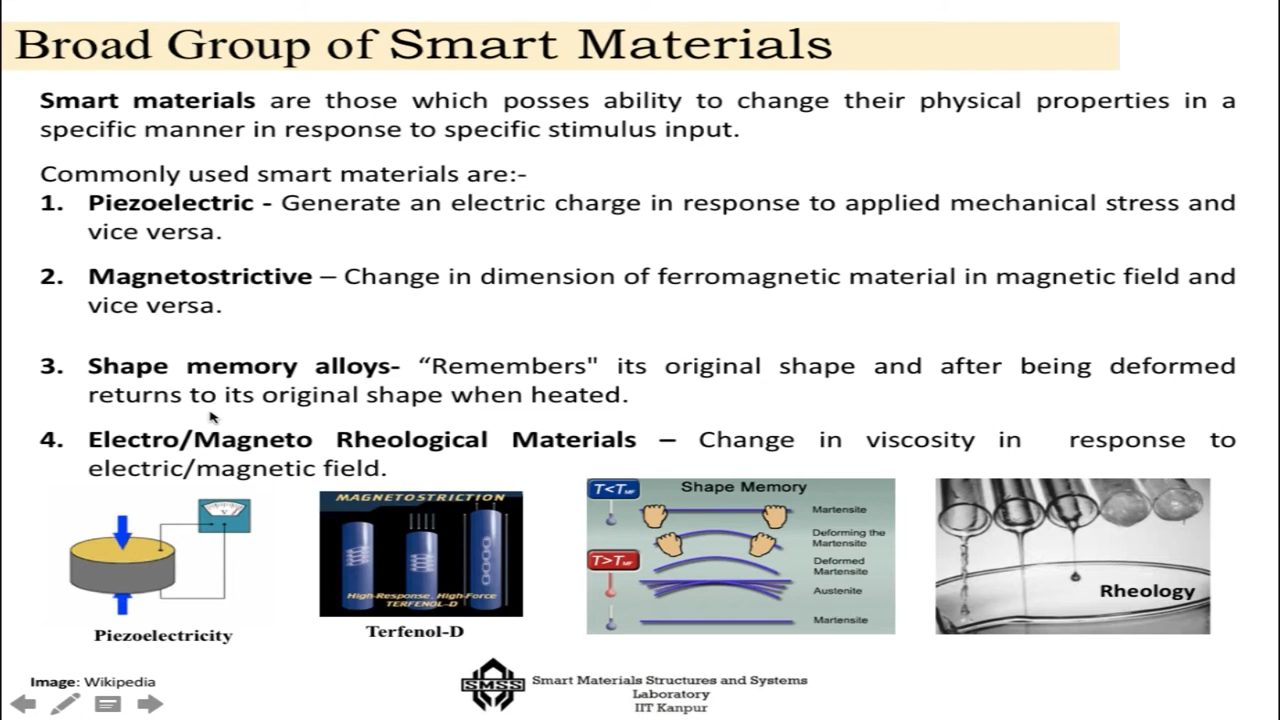 Broad Group of Smart Materials
Smart materials are those which posses ability to change their physical properties in a
specific manner in response to specific stimulus input.
Commonly used smart materials are:-
1. Piezoelectric - Generate an electric charge in response to applied mechanical stress and
vice versa.
2. Magnetostrictive – Change in dimension of ferromagnetic material in magnetic field and
vice versa.
3. Shape memory alloys- “Remembers" its original shape and after being deformed
returns to its original shape when heated.
4. Electro/Magneto Rheological Materials – Change in viscosity in response to
electric/magnetic field.
V
Piezoelectricity
MAGNETOSTRICTION
High-Response, High-Force
TERFENOL-D
Terfenol-D
Shape Memory
T<TMF
Martensite
Deforming the
Martensite
T>TMF
Deformed
Martensite
Austenite
Martensite
Rheology
Image: Wikipedia
SMSS
Smart Materials Structures and Systems
Laboratory
IIT Kanpur